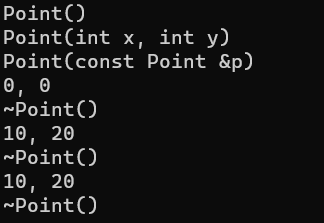 Point()
Point(int x, int y)
Point(const Point &p)
0, 0
~Point()
10, 20
~Point()
10, 20
~Point()